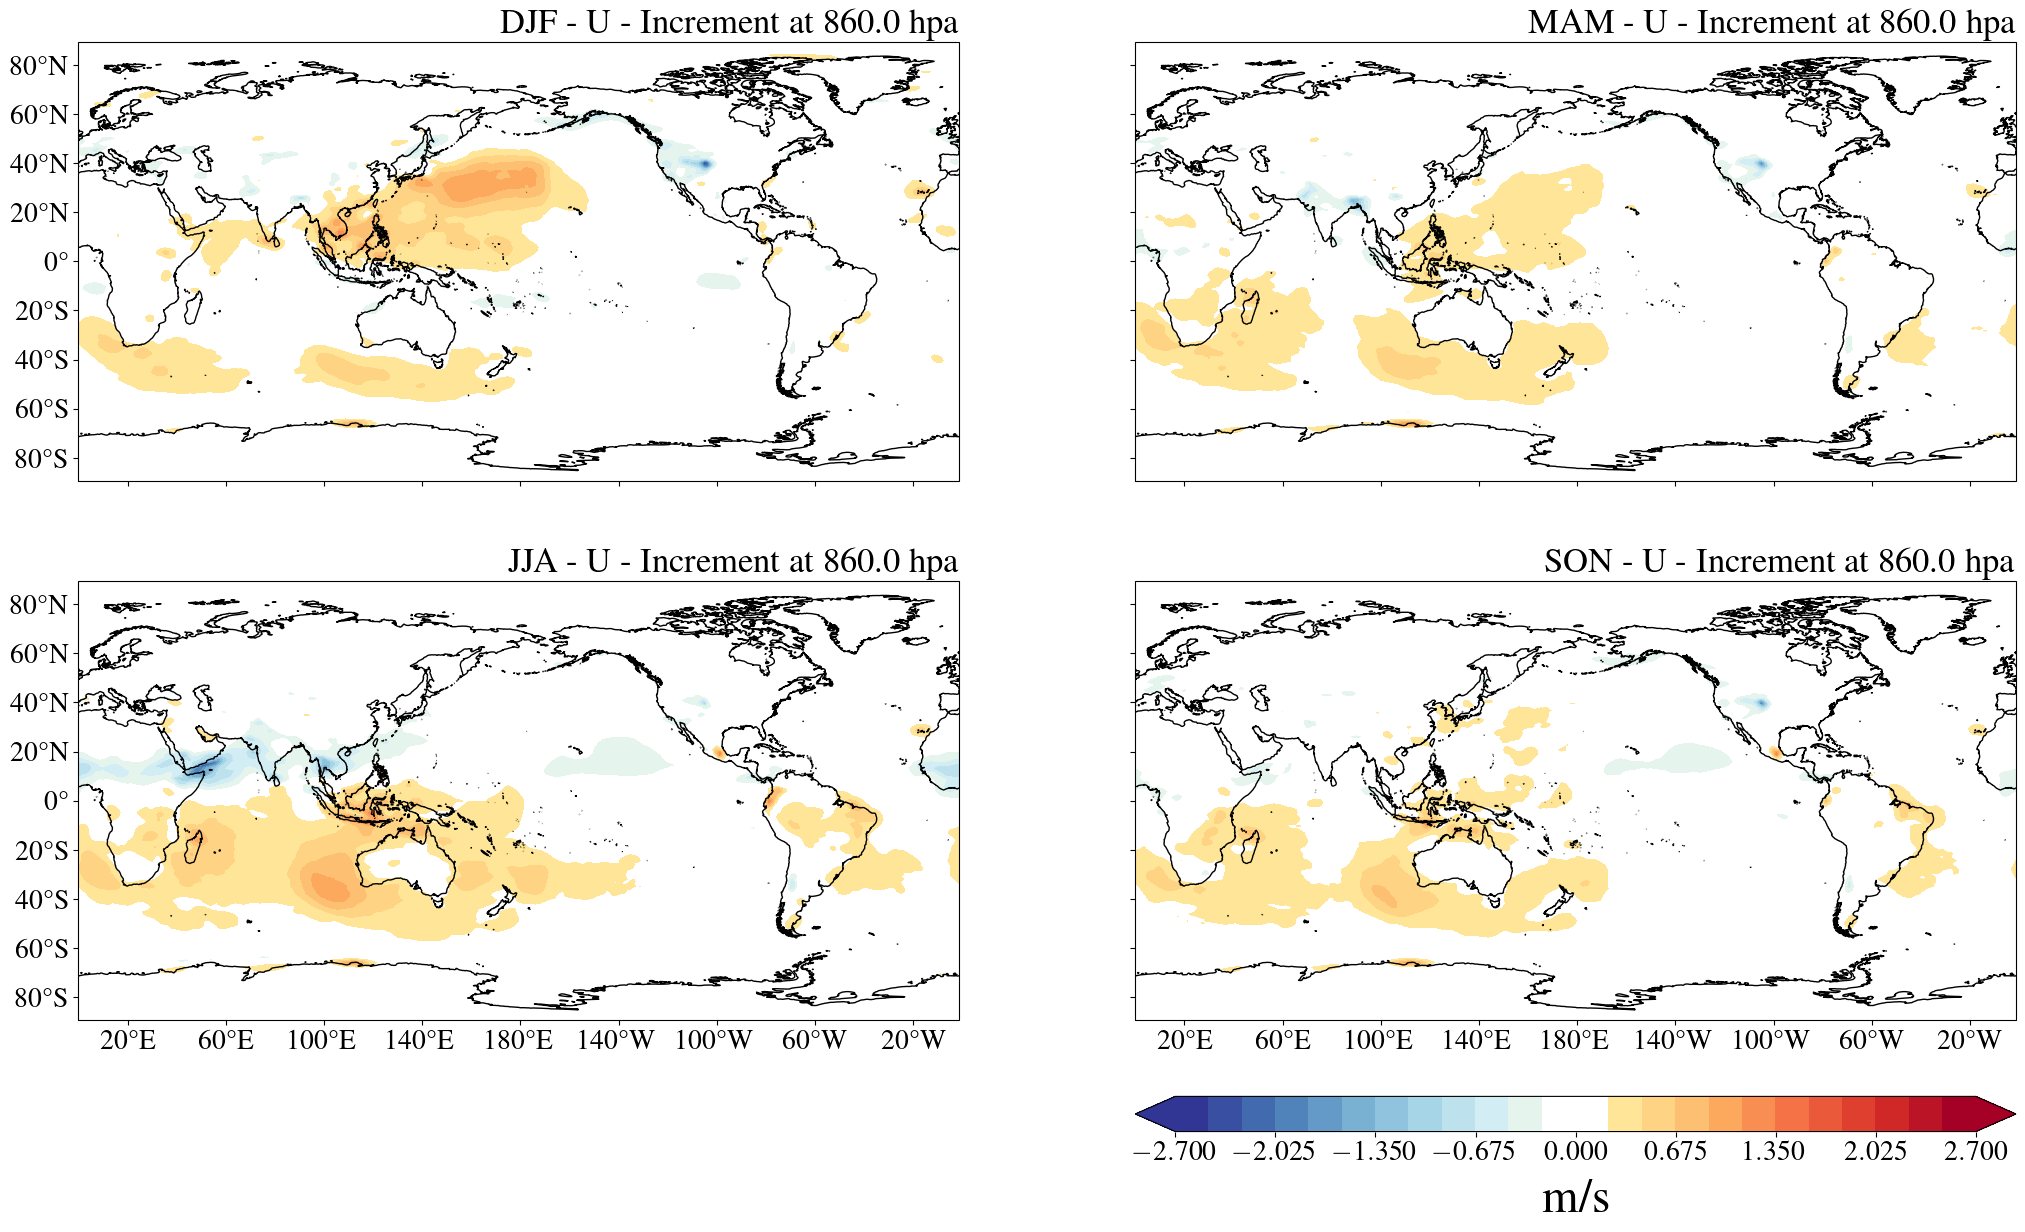 DJF - U - Increment at 860.0 hpa
MAM - U - Increment at 860.0 hpa
80°N
60°N
40°N
20°N
0°
20°S
40°S
60°S
80°S
JJA - U - Increment at 860.0 hpa
SON - U - Increment at 860.0 hpa
80°N
60°N
40°N
20°N
0°
20°S
40°S
60°S
80°S
20°E 60°E 100°E 140°E 180°E 140°W 100°W 60°W 20°W
20°E 60°E 100°E 140°E 180°E 140°W 100°W 60°W 20°W
−2.700 −2.025 −1.350 −0.675 0.000 0.675 1.350 2.025 2.700
m/s